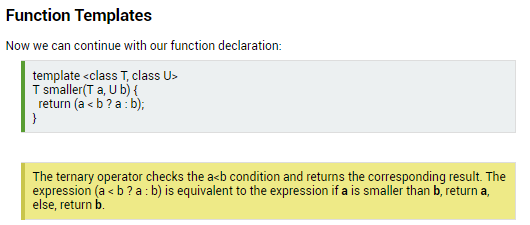 Function Templates
Now we can continue with our function declaration:
template <class T, class U>
T smaller(T a, U b) {
return (a < b ? a : b);
}
The ternary operator checks the a<b condition and returns the corresponding result. The
expression (a < b ? a : b) is equivalent to the expression if a is smaller than b, return a,
else, return b.